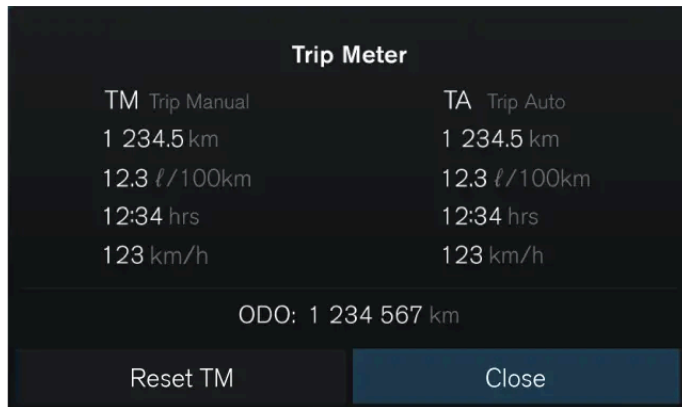 Trip Meter
TM Trip Manual
1 234.5 km
12.3 ℓ/100km
12:34 hrs
123 km/h
TA Trip Auto
1 234.5 km
12.3 ℓ/100km
12:34 hrs
123 km/h
ODO: 1 234 567 km
Reset TM
Close